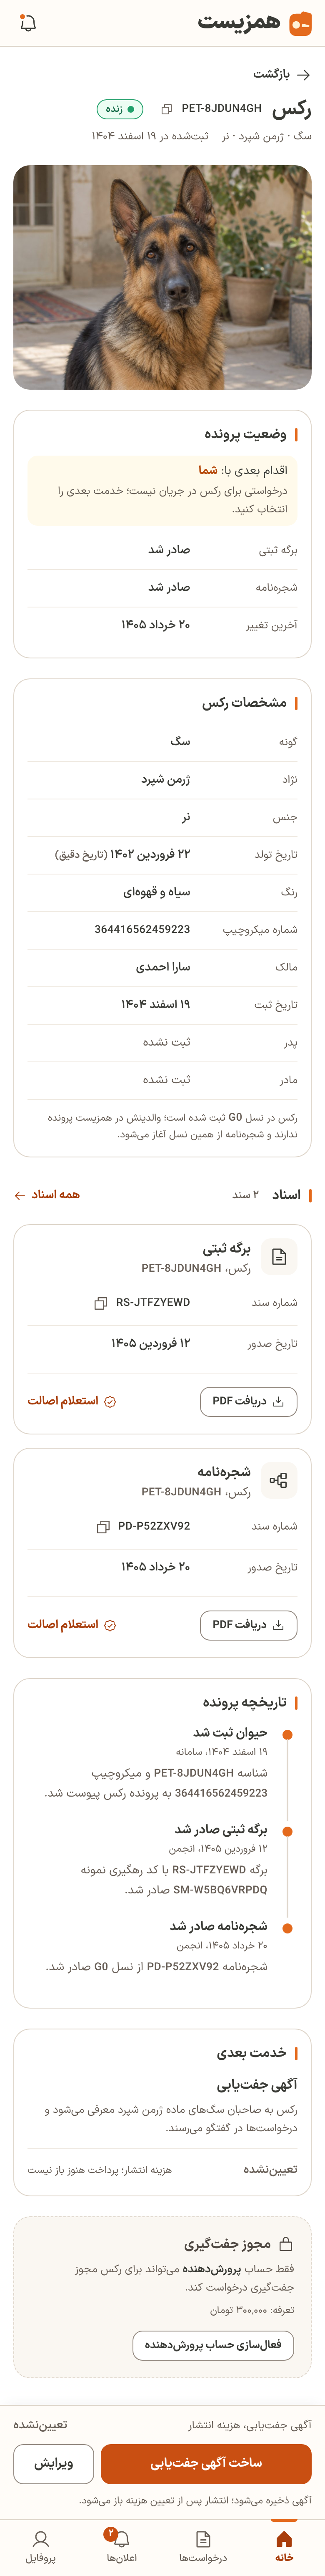 همزیست
بازگشت
رکس PET-8JDUN4GH زنده
سگ · ژرمن شپرد · نر ثبت‌شده در ۱۹ اسفند ۱۴۰۴
وضعیت پرونده
اقدام بعدی با: شما
درخواستی برای رکس در جریان نیست؛ خدمت بعدی را
انتخاب کنید.
برگه ثبتی صادر شد
شجره‌نامه صادر شد
آخرین تغییر ۲۰ خرداد ۱۴۰۵
مشخصات رکس
گونه سگ
نژاد ژرمن شپرد
جنس نر
تاریخ تولد ۲۲ فروردین ۱۴۰۲ (تاریخ دقیق)
رنگ سیاه و قهوه‌ای
شماره میکروچیپ 364416562459223
مالک سارا احمدی
تاریخ ثبت ۱۹ اسفند ۱۴۰۴
پدر ثبت نشده
مادر ثبت نشده
رکس در نسل G0 ثبت شده است؛ والدینش در همزیست پرونده
ندارند و شجره‌نامه از همین نسل آغاز می‌شود.
اسناد ۲ سند همه اسناد
برگه ثبتی
رکس، PET-8JDUN4GH
شماره سند RS-JTFZYEWD
تاریخ صدور ۱۲ فروردین ۱۴۰۵
دریافت PDF استعلام اصالت
شجره‌نامه
رکس، PET-8JDUN4GH
شماره سند PD-P52ZXV92
تاریخ صدور ۲۰ خرداد ۱۴۰۵
دریافت PDF استعلام اصالت
تاریخچه پرونده
حیوان ثبت شد
۱۹ اسفند ۱۴۰۴، سامانه
شناسه PET-8JDUN4GH و میکروچیپ
364416562459223 به پرونده رکس پیوست شد.
برگه ثبتی صادر شد
۱۲ فروردین ۱۴۰۵، انجمن
برگه RS-JTFZYEWD با کد رهگیری نمونه
SM-W5BQ6VRPDQ صادر شد.
شجره‌نامه صادر شد
۲۰ خرداد ۱۴۰۵، انجمن
شجره‌نامه PD-P52ZXV92 از نسل G0 صادر شد.
خدمت بعدی
آگهی جفت‌یابی
رکس به صاحبان سگ‌های ماده ژرمن شپرد معرفی می‌شود و
درخواست‌ها در گفتگو می‌رسند.
تعیین‌نشده هزینه انتشار؛ پرداخت هنوز باز نیست
مجوز جفت‌گیری
فقط حساب پرورش‌دهنده می‌تواند برای رکس مجوز
جفت‌گیری درخواست کند.
تعرفه: ۳۰۰,۰۰۰ تومان
فعال‌سازی حساب پرورش‌دهنده
آگهی جفت‌یابی، هزینه انتشار تعیین‌نشده
ساخت آگهی جفت‌یابی ویرایش
آگهی ذخیره می‌شود؛ انتشار پس از تعیین هزینه باز می‌شود.
۲
خانه درخواست‌ها اعلان‌ها پروفایل